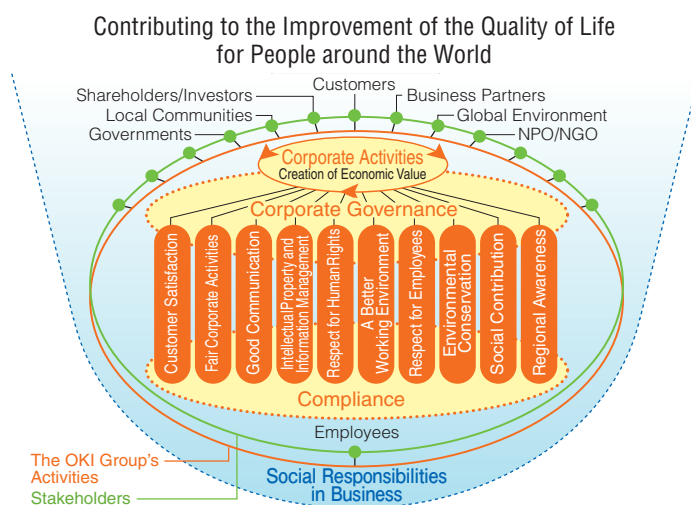 Contributing to the Improvement of the Quality of Life
for People around the World
Customers
Shareholders/Investors
Business Partners
Local Communities
Global Environment
Governments
NPO/NGO
Corporate Activities
Creation of Economic Value
Corporate Governance
Customer Satisfaction
Fair Corporate Activities
Good Communication
Intellectual Property and
Information Management
Respect for Human Rights
A Better
Working Environment
Respect for Employees
Environmental
Conservation
Social Contribution
Regional Awareness
Compliance
Employees
The OKI Group's
Activities
Stakeholders
Social Responsibilities
in Business